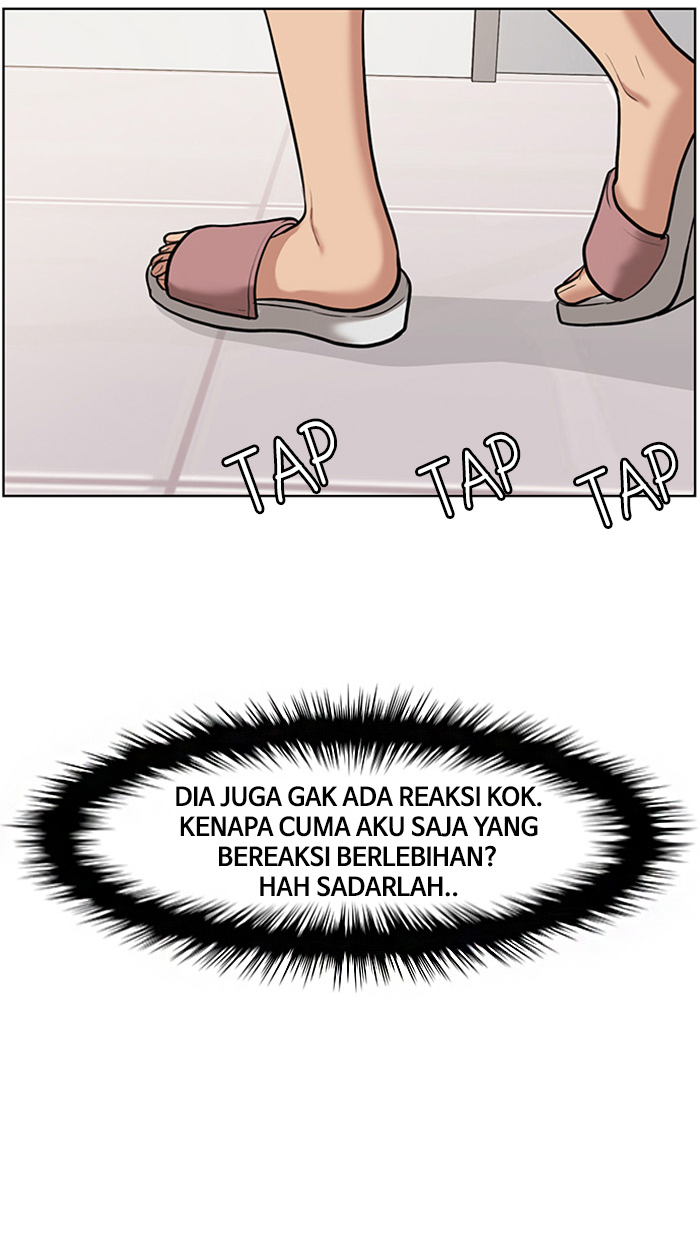 TAP TAP TAP
DIA JUGA GAK ADA REAKSI KOK.
KENAPA CUMA AKU SAJA YANG
BEREAKSI BERLEBIHAN?
HAH SADARLAH..